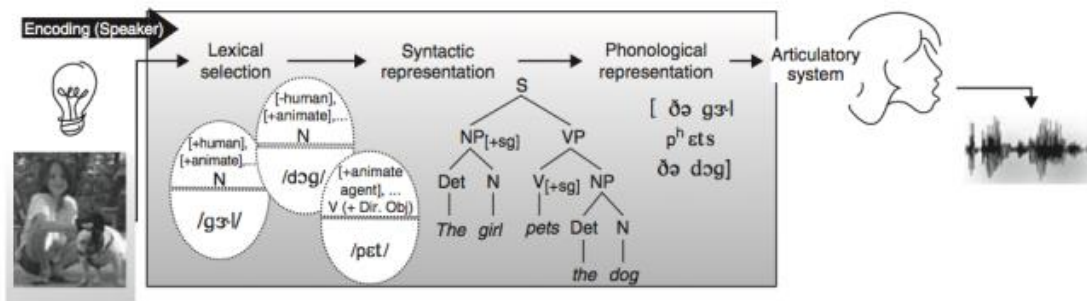 Encoding (Speaker)
Lexical
selection
Syntactic
representation
Phonological
representation
Articulatory
system
[-human],
[+animate],...
N
/dɔg/
[+human],
[+animate],..
N
/gɝl/
[+animate
agent], ...
V (+ Dir. Obj)
/pɛt/
S
NP[+sg] VP
Det N V[+sg] NP
The girl pets Det N
the dog
[ ðə gɝl
pʰ ɛts
ðə dɔg]